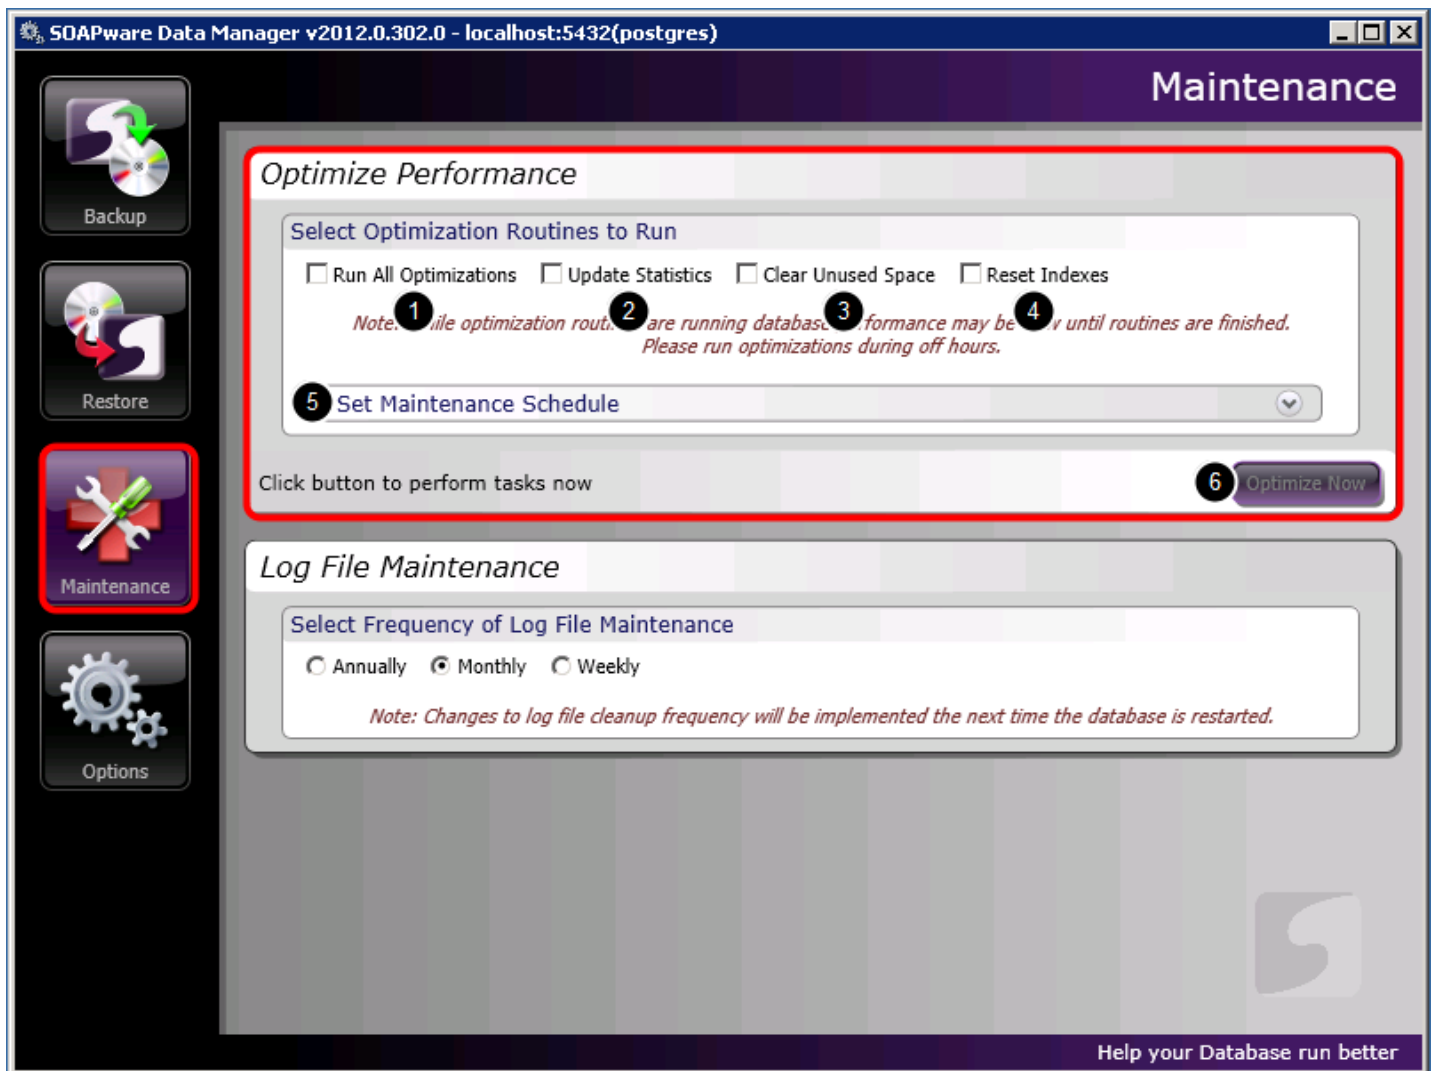 SOAPware Data Manager v2012.0.302.0 - localhost:5432(postgres)
Maintenance
Backup
Restore
Maintenance
Options
Optimize Performance
Select Optimization Routines to Run
Run All Optimizations Update Statistics Clear Unused Space Reset Indexes
1 2 3 4
optimization are running may be until routines are finished.
Please run optimizations during off hours.
5 Set Maintenance Schedule
Click button to perform tasks now
6 Optimize Now
Log File Maintenance
Select Frequency of Log File Maintenance
Annually Monthly Weekly
Note: Changes to log file cleanup frequency will be implemented the next time the database is restarted.
Help your Database run better